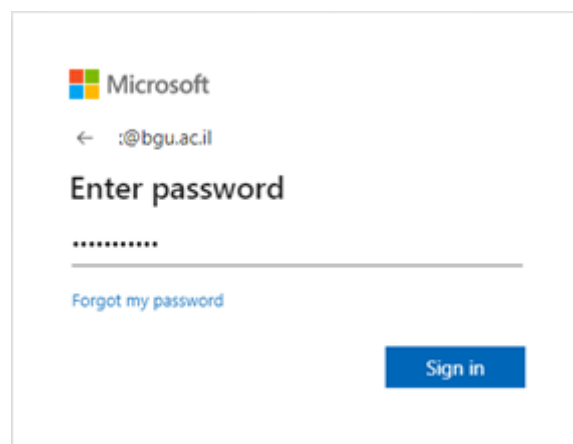 Microsoft
← :@bgu.ac.il
Enter password
•••••••••••
Forgot my password
Sign in